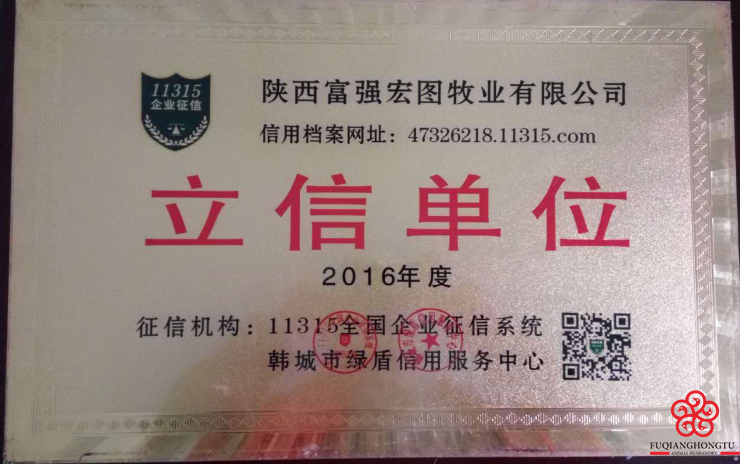 11315
企业征信
陕西富强宏图牧业有限公司
信用档案网址：47326218.11315.com
立信单位
2016年度
征信机构：11315全国企业征信系统
韩城市绿盾信用服务中心
FUQIANGHONGTU
ANIMAL HUSBANDRY